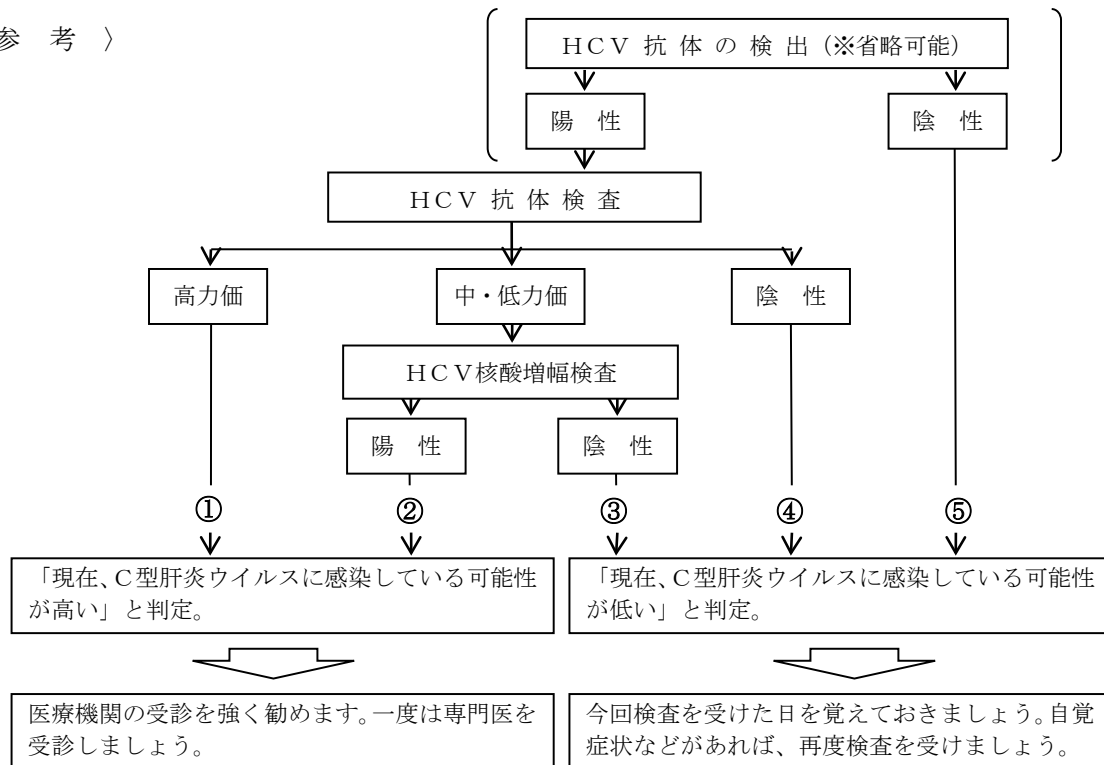 参 考 〉
HCV 抗 体 の 検 出 (※省略可能)
陽 性
陰 性
HCV 抗 体 検 査
高力価
中・低力価
陰 性
HCV核酸増幅検査
陽 性
陰 性
①
②
③
④
⑤
「現在、C型肝炎ウイルスに感染している可能性
が高い」と判定。
「現在、C型肝炎ウイルスに感染している可能性
が低い」と判定。
医療機関の受診を強く勧めます。一度は専門医を
受診しましょう。
今回検査を受けた日を覚えておきましょう。自覚
症状などがあれば、再度検査を受けましょう。